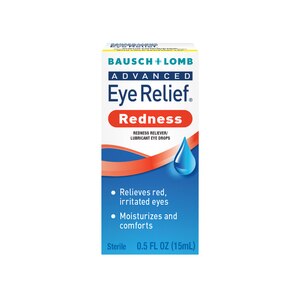 BAUSCH + LOMB
ADVANCED
Eye Relief®
Redness
REDNESS RELIEVER/
LUBRICANT EYE DROPS
• Relieves red,
irritated eyes
• Moisturizes and
comforts
Sterile 0.5 FL OZ (15mL)